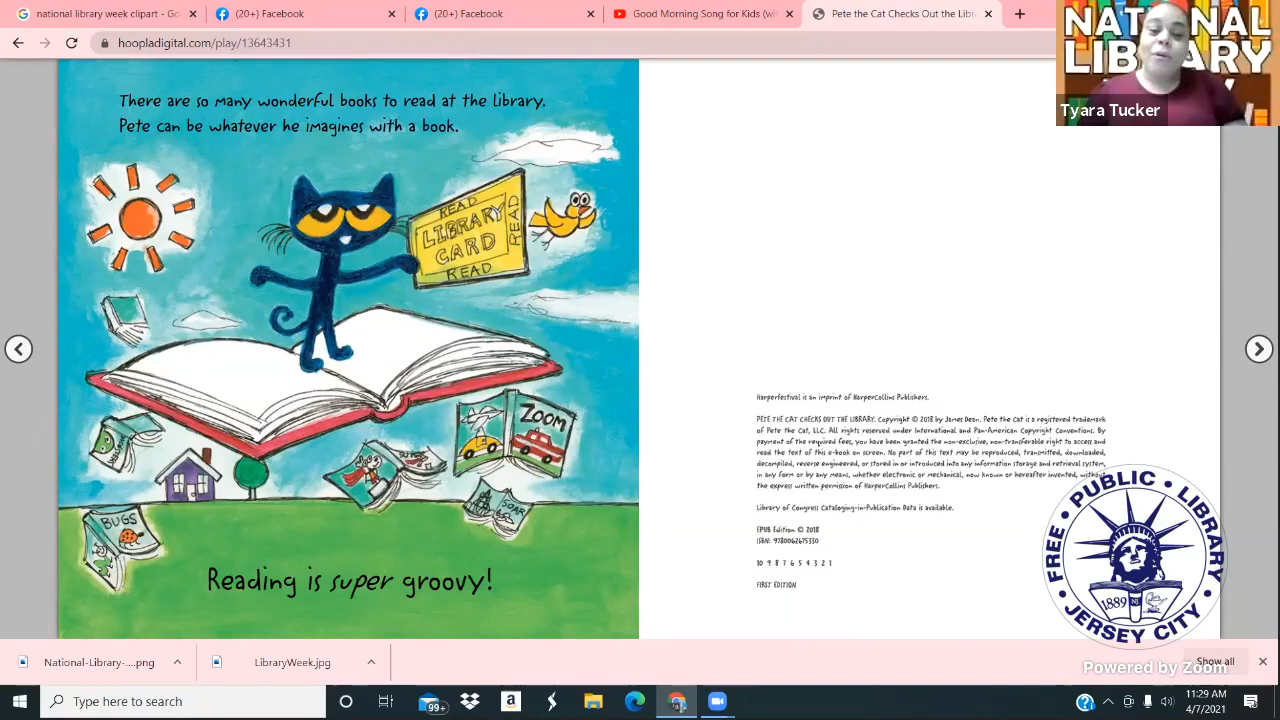 national library week clipart - Go
(20+) Facebook
(20+) Facebook
Good Morning Song for Kids (wit
Pete the Cat Checks Out the Libr
hoopladigital.com/play/13643431
NATIONAL
LIBRARY
Tyara Tucker
There are so many wonderful books to read at the library.
Pete can be whatever he imagines with a book.
READ
LIBRARY
CARD
READ
READ
ZOOM
SOAR
Reading is super groovy!
HarperFestival is an imprint of HarperCollins Publishers.
PETE THE CAT CHECKS OUT THE LIBRARY. Copyright © 2018 by James Dean. Pete the Cat is a registered trademark
of Pete the Cat, LLC. All rights reserved under International and Pan-American Copyright Conventions. By
payment of the required fees, you have been granted the non-exclusive, non-transferable right to access and
read the text of this e-book on screen. No part of this text may be reproduced, transmitted, downloaded,
decompiled, reverse engineered, or stored in or introduced into any information storage and retrieval system,
in any form or by any means, whether electronic or mechanical, now known or hereafter invented, without
the express written permission of HarperCollins Publishers.
Library of Congress Cataloging-in-Publication Data is available.
EPUB Edition © 2018
ISBN: 9780062675330
10 9 8 7 6 5 4 3 2 1
FIRST EDITION
FREE • PUBLIC • LIBRARY
1889 NJ
• JERSEY CITY •
National-Library-....png
LibraryWeek.jpg
Show all
Powered by Zoom
Type here to search
99+
11:29 AM
4/7/2021